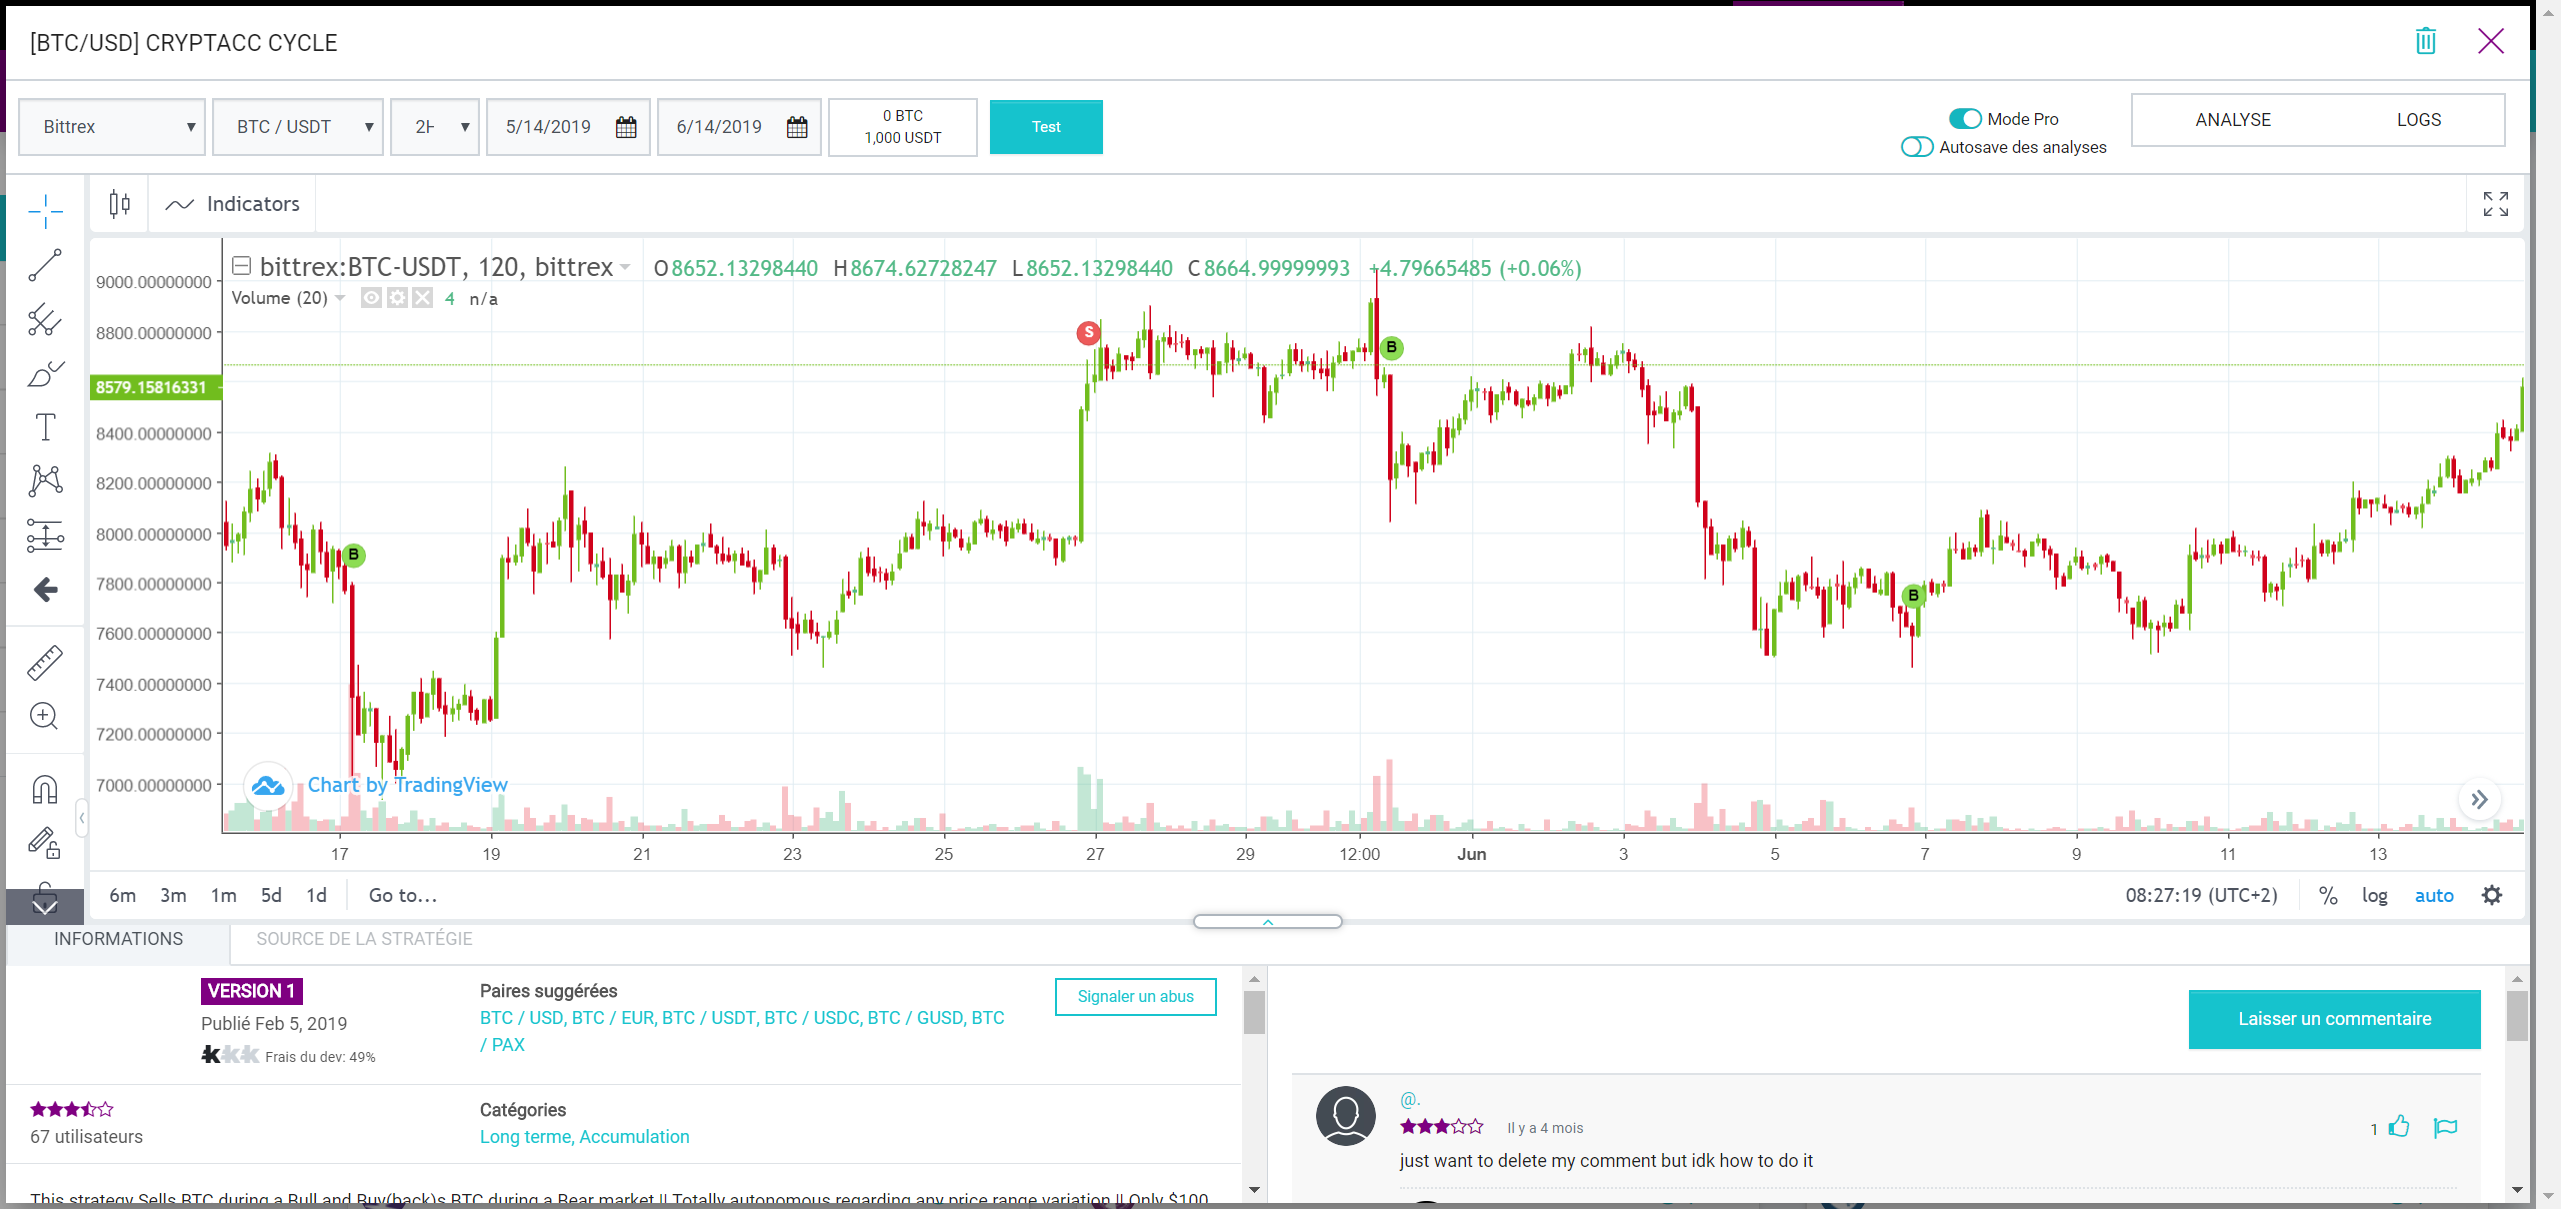 [BTC/USD] CRYPTACC CYCLE
Bittrex
BTC / USDT
5/14/2019
6/14/2019
0 BTC
1,000 USDT
Test
Mode Pro
Autosave des analyses
ANALYSE
LOGS
Indicators
bittrex:BTC-USDT, 120, bittrex
O8652.13298440 H8674.62728247 L8652.13298440 C8664.99999993 +4.79665485 (+0.06%)
Volume (20) 4 n/a
9000.00000000
8800.00000000
8579.15816331
8400.00000000
8200.00000000
8000.00000000
7800.00000000
7600.00000000
7400.00000000
7200.00000000
7000.00000000
B
S
B
B
Chart by TradingView
17 19 21 23 25 27 29 12:00 Jun 3 5 7 9 11 13
6m 3m 1m 5d 1d Go to...
08:27:19 (UTC+2) % log auto
INFORMATIONS
SOURCE DE LA STRATÉGIE
VERSION 1
Publié Feb 5, 2019
Frais du dev: 49%
Paires suggérées
BTC / USD, BTC / EUR, BTC / USDT, BTC / USDC, BTC / GUSD, BTC
/ PAX
Signaler un abus
67 utilisateurs
Catégories
Long terme, Accumulation
This strategy Sells BTC during a Bull and Buy(back)s BTC during a Bear market !! Totally autonomous regarding any price range variation !! Only $100
Laisser un commentaire
@.
Il y a 4 mois
1
just want to delete my comment but idk how to do it